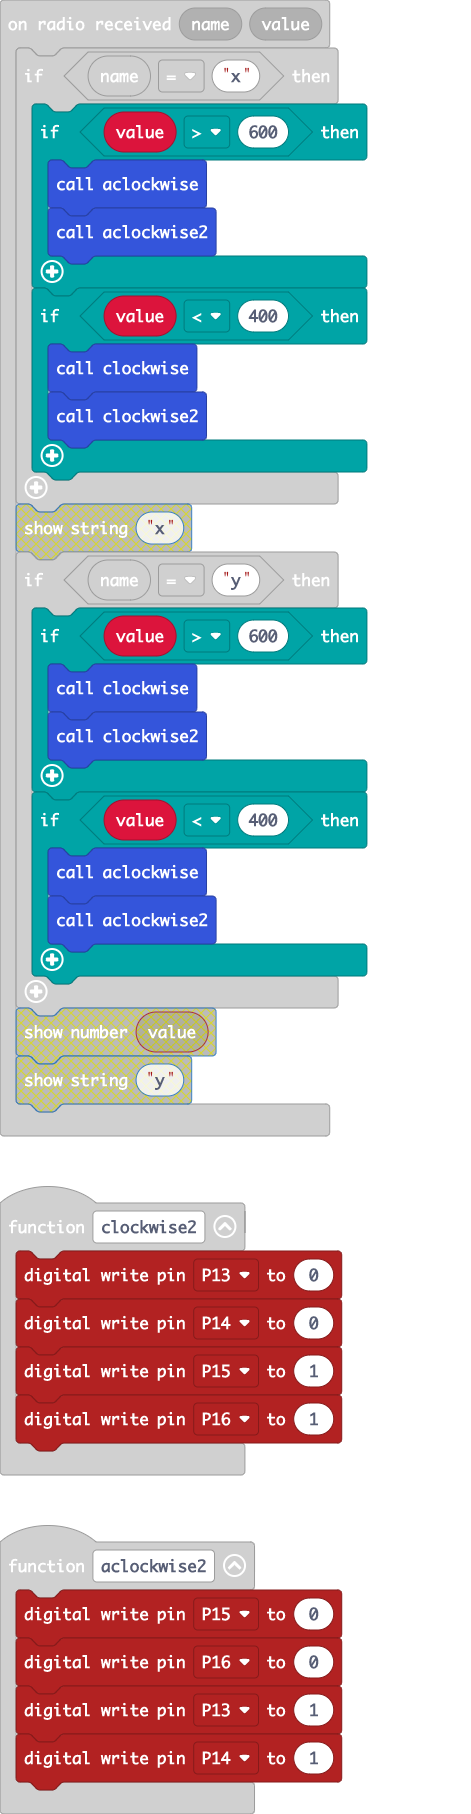 on radio received name value
if name = "x" then
if value > 600 then
call aclockwise
call aclockwise2
if value < 400 then
call clockwise
call clockwise2
show string "x"
if name = "y" then
if value > 600 then
call clockwise
call clockwise2
if value < 400 then
call aclockwise
call aclockwise2
show number value
show string "y"
function clockwise2
digital write pin P13 to 0
digital write pin P14 to 0
digital write pin P15 to 1
digital write pin P16 to 1
function aclockwise2
digital write pin P15 to 0
digital write pin P16 to 0
digital write pin P13 to 1
digital write pin P14 to 1